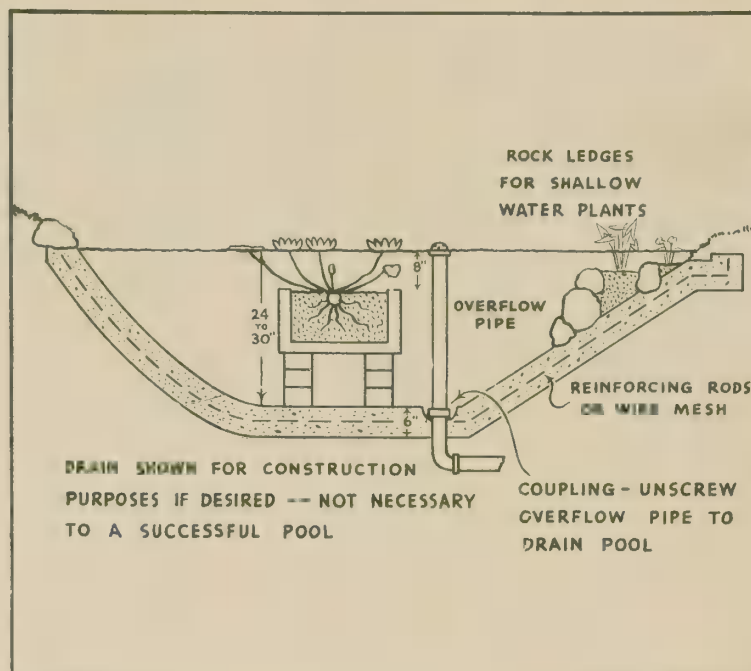 ROCK LEDGES
FOR SHALLOW
WATER PLANTS
8"
24
TO
30"
OVERFLOW
PIPE
6"
REINFORCING RODS
OR WIRE MESH
DRAIN SHOWN FOR CONSTRUCTION
PURPOSES IF DESIRED -- NOT NECESSARY
TO A SUCCESSFUL POOL
COUPLING - UNSCREW
OVERFLOW PIPE TO
DRAIN POOL